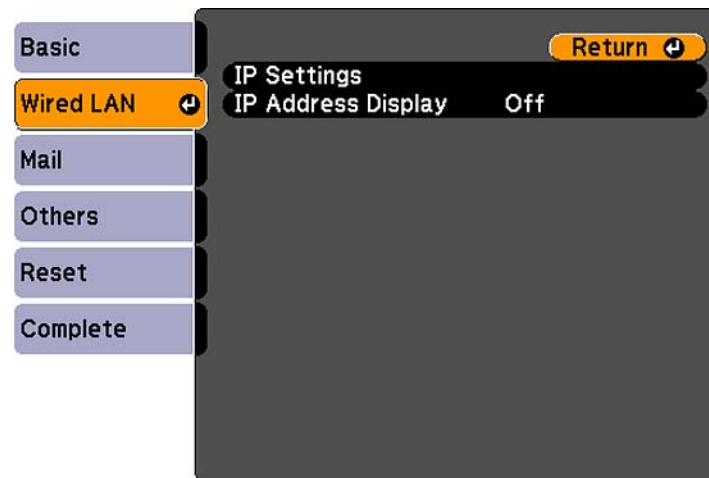 Basic
Wired LAN
Mail
Others
Reset
Complete
Return
IP Settings
IP Address Display Off